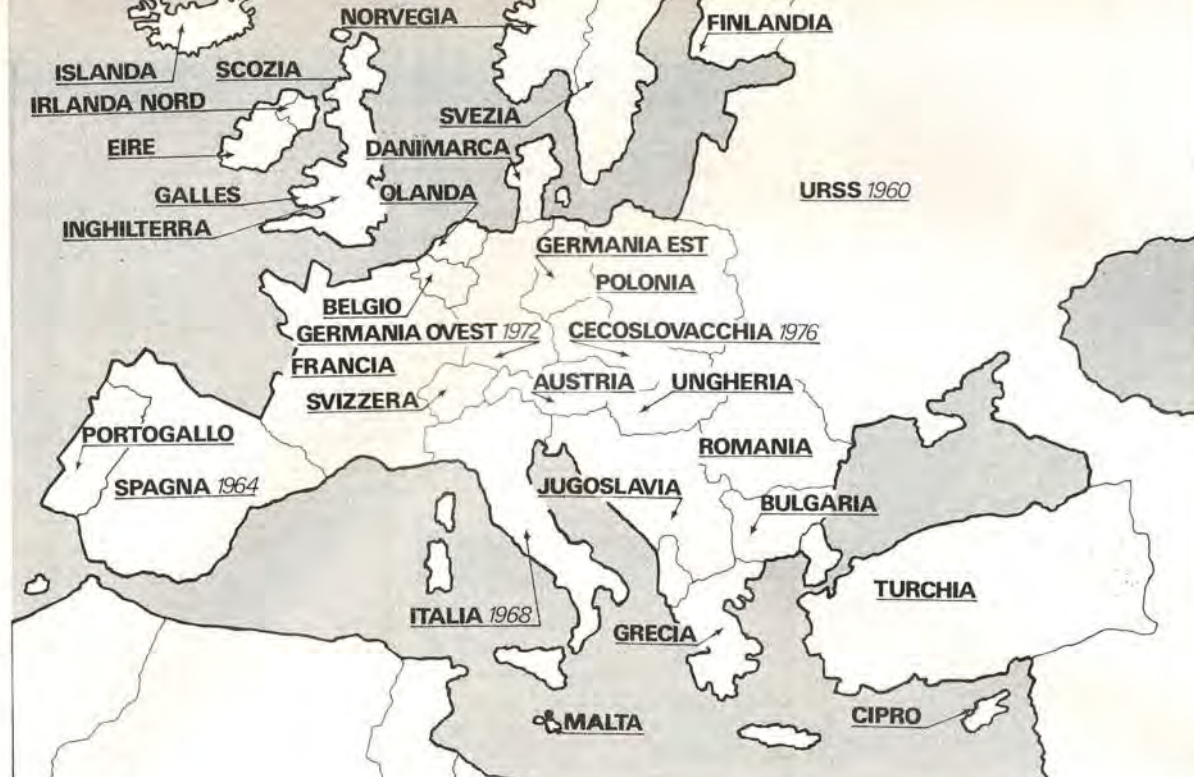 NORVEGIA
FINLANDIA
ISLANDA
SCOZIA
IRLANDA NORD
SVEZIA
EIRE
DANIMARCA
GALLES
OLANDA
URSS 1960
INGHILTERRA
GERMANIA EST
POLONIA
BELGIO
GERMANIA OVEST 1972
CECOSLOVACCHIA 1976
FRANCIA
AUSTRIA
UNGHERIA
SVIZZERA
PORTOGALLO
ROMANIA
SPAGNA 1964
JUGOSLAVIA
BULGARIA
TURCHIA
ITALIA 1968
GRECIA
MALTA
CIPRO